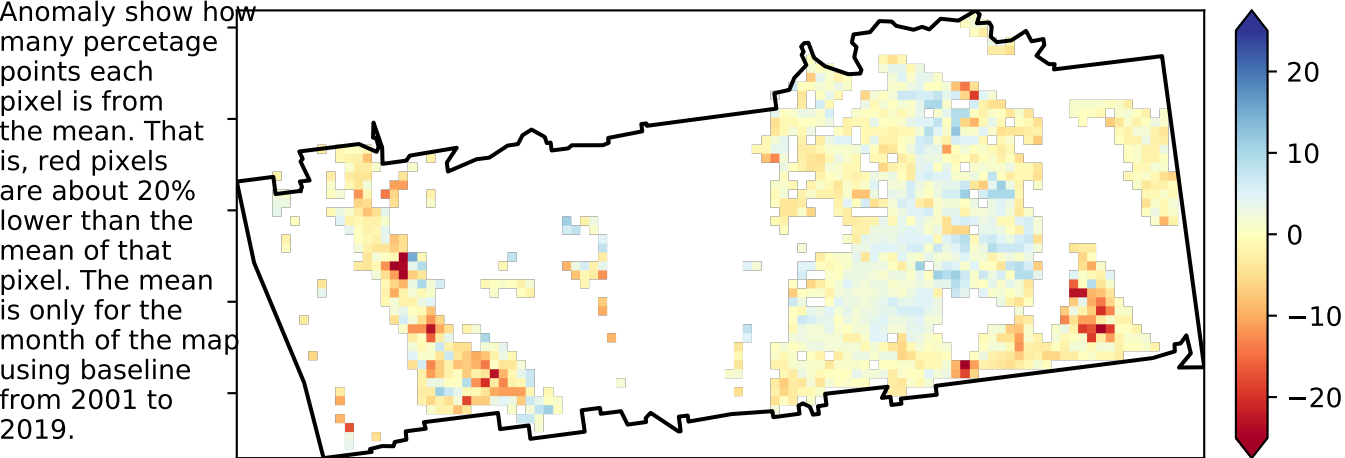 Anomaly show how
many percetage
points each
pixel is from
the mean. That
is, red pixels
are about 20%
lower than the
mean of that
pixel. The mean
is only for the
month of the map
using baseline
from 2001 to
2019.
20
10
0
−10
−20